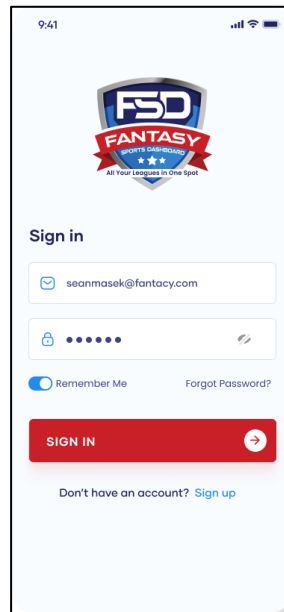 9:41
FSD
FANTASY
SPORTS DASHBOARD
All Your Leagues in One Spot
Sign in
seanmasek@fantacy.com
Remember Me
Forgot Password?
SIGN IN
Don't have an account? Sign up